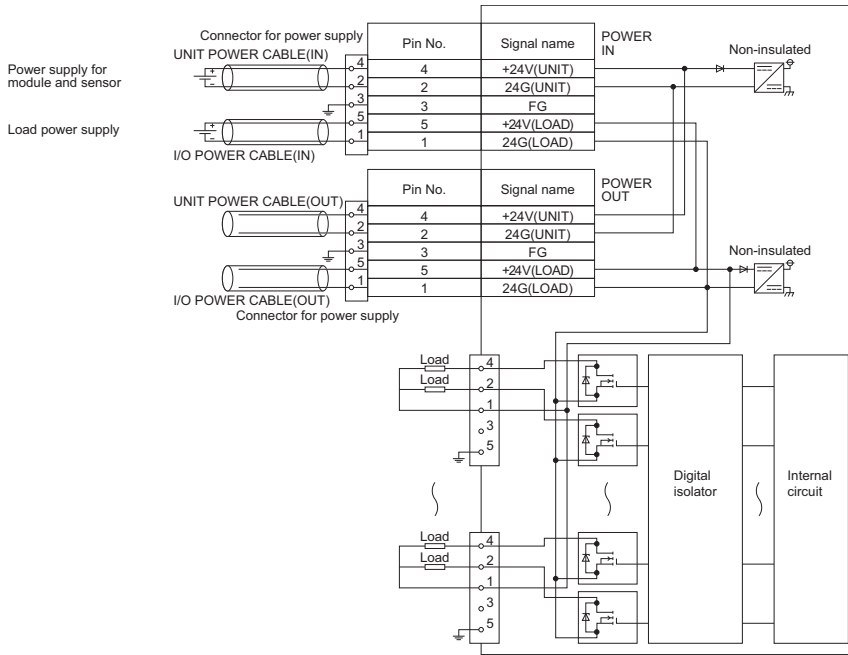 Connector for power supply
UNIT POWER CABLE(IN)
Power supply for
module and sensor
Load power supply
I/O POWER CABLE(IN)
4
2
3
5
1
Pin No. Signal name
4 +24V(UNIT)
2 24G(UNIT)
3 FG
5 +24V(LOAD)
1 24G(LOAD)
POWER
IN
Non-insulated
UNIT POWER CABLE(OUT)
I/O POWER CABLE(OUT)
Connector for power supply
4
2
3
5
1
Pin No. Signal name
4 +24V(UNIT)
2 24G(UNIT)
3 FG
5 +24V(LOAD)
1 24G(LOAD)
POWER
OUT
Non-insulated
Load
Load
4
2
1
3
5
Load
Load
4
2
1
3
5
Digital
isolator
Internal
circuit